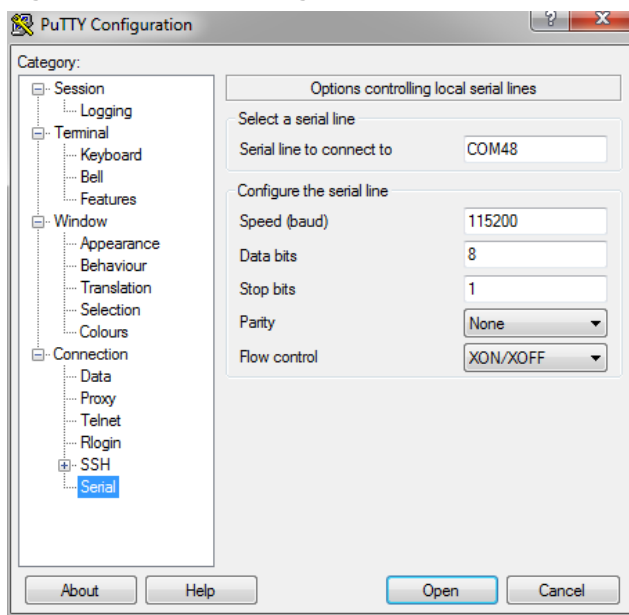 PuTTY Configuration
Category:
Session
Logging
Terminal
Keyboard
Bell
Features
Window
Appearance
Behaviour
Translation
Selection
Colours
Connection
Data
Proxy
Telnet
Rlogin
SSH
Serial
Options controlling local serial lines
Select a serial line
Serial line to connect to COM48
Configure the serial line
Speed (baud) 115200
Data bits 8
Stop bits 1
Parity None
Flow control XON/XOFF
About Help Open Cancel